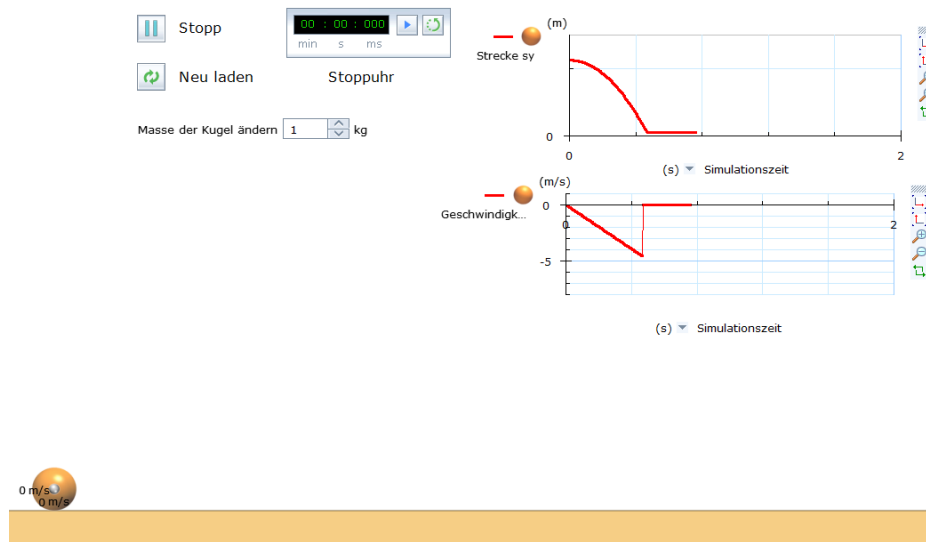 Stopp
00 : 00 : 000
min s ms
Neu laden
Stoppuhr
Masse der Kugel ändern 1 kg
(m)
Strecke sy
0
0 2
(s) Simulationszeit
(m/s)
Geschwindigk...
0
0 2
-5
(s) Simulationszeit
0 m/s
0 m/s